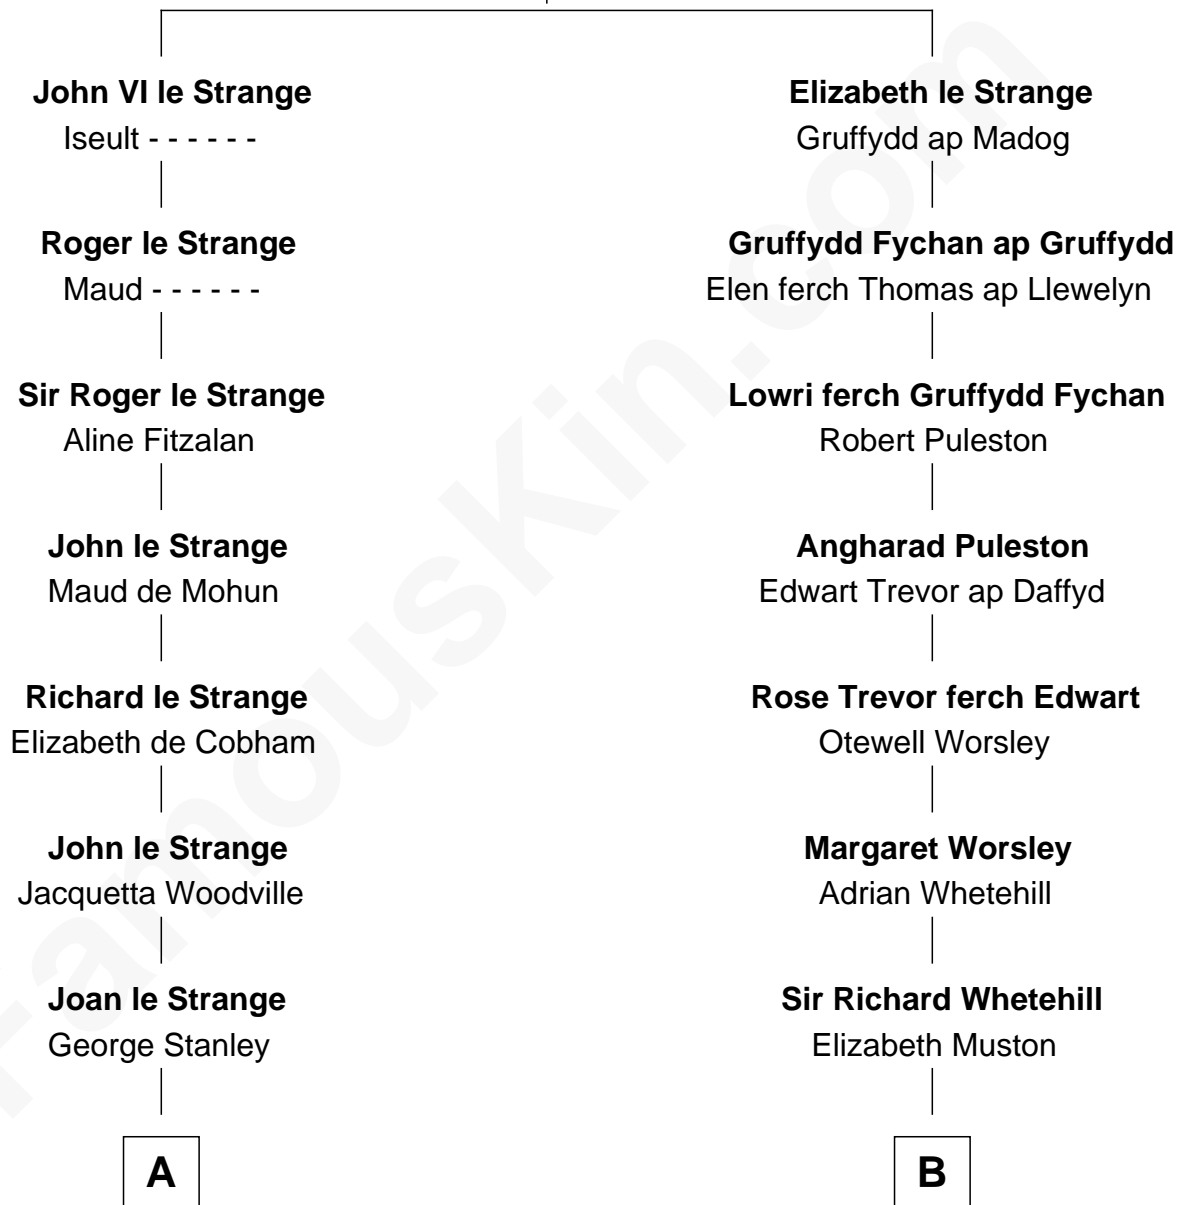 John VI le Strange
Iseult - - - - - -
Roger le Strange
Maud - - - - - -
Sir Roger le Strange
Aline Fitzalan
John le Strange
Maud de Mohun
Richard le Strange
Elizabeth de Cobham
John le Strange
Jacquetta Woodville
Joan le Strange
George Stanley
A
Elizabeth le Strange
Gruffydd ap Madog
Gruffydd Fychan ap Gruffydd
Elen ferch Thomas ap Llewelyn
Lowri ferch Gruffydd Fychan
Robert Puleston
Angharad Puleston
Edwart Trevor ap Daffyd
Rose Trevor ferch Edwart
Otewell Worsley
Margaret Worsley
Adrian Whetehill
Sir Richard Whetehill
Elizabeth Muston
B
FamousKin.com